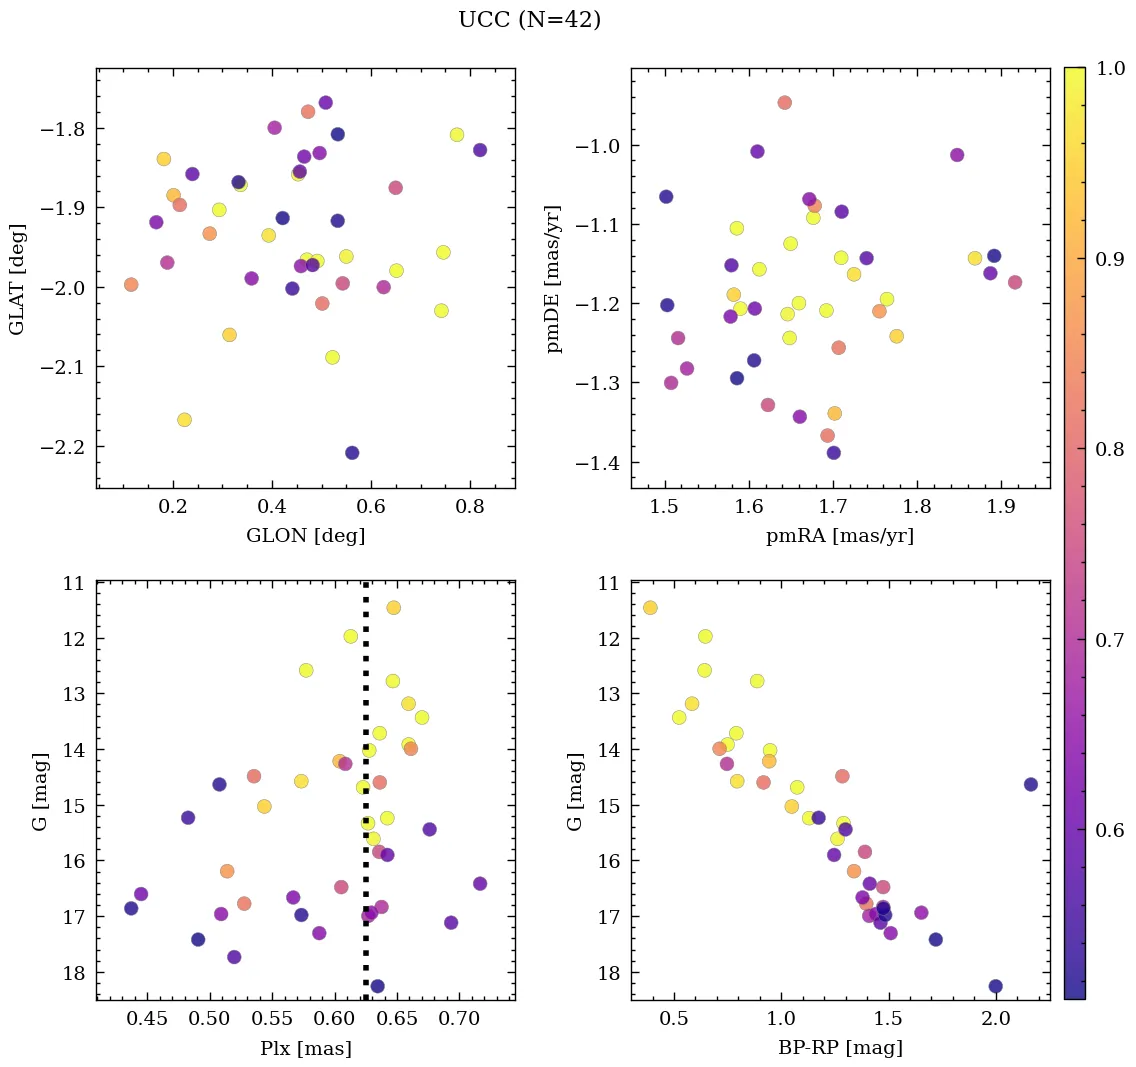 UCC (N=42)
−1.8
−1.9
−2.0
−2.1
−2.2
GLAT [deg]
0.2 0.4 0.6 0.8
GLON [deg]
−1.0
−1.1
−1.2
−1.3
−1.4
pmDE [mas/yr]
1.5 1.6 1.7 1.8 1.9
pmRA [mas/yr]
11
12
13
14
15
16
17
18
G [mag]
0.45 0.50 0.55 0.60 0.65 0.70
Plx [mas]
11
12
13
14
15
16
17
18
G [mag]
0.5 1.0 1.5 2.0
BP-RP [mag]
1.0
0.9
0.8
0.7
0.6